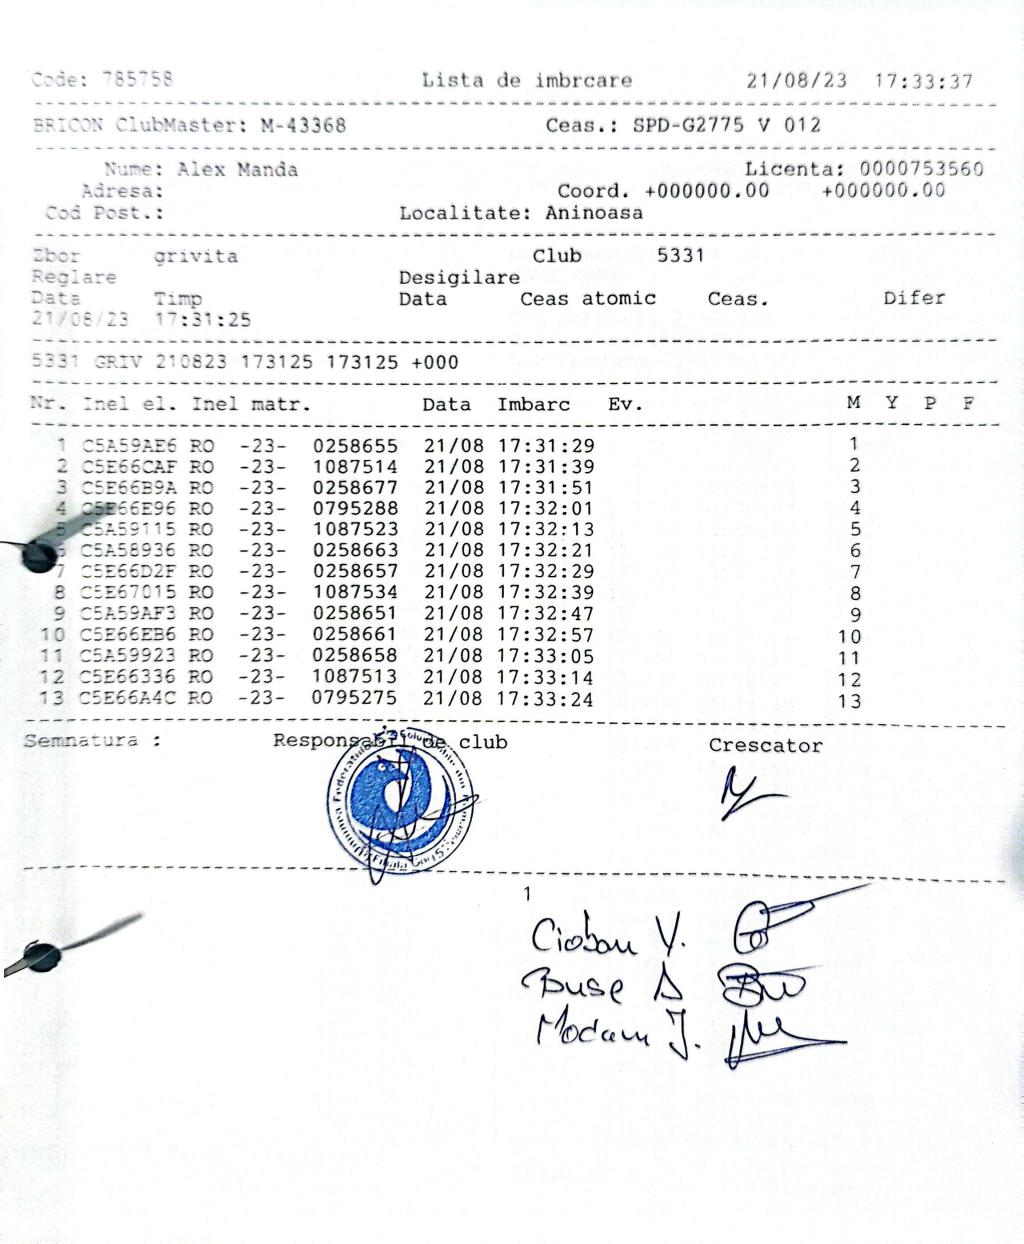 Code: 785758 Lista de imbrcare 21/08/23 17:33:37
BRICON ClubMaster: M-43368 Ceas.: SPD-G2775 V 012
Nume: Alex Manda Licenta: 0000753560
Adresa: Coord. +000000.00 +000000.00
Cod Post.: Localitate: Aninoasa
Zbor grivita Club 5331
Reglare Desigilare
Data Timp Data Ceas atomic Ceas. Difer
21/08/23 17:31:25
5331 GRIV 210823 173125 173125 +000
Nr. Inel el. Inel matr. Data Imbarc Ev. M Y P F
1 C5A59AE6 RO -23- 0258655 21/08 17:31:29 1
2 C5E66CAF RO -23- 1087514 21/08 17:31:39 2
3 C5E66B9A RO -23- 0258677 21/08 17:31:51 3
4 C5E66E96 RO -23- 0795288 21/08 17:32:01 4
5 C5A59115 RO -23- 1087523 21/08 17:32:13 5
6 C5A58936 RO -23- 0258663 21/08 17:32:21 6
7 C5E66D2F RO -23- 0258657 21/08 17:32:29 7
8 C5E67015 RO -23- 1087534 21/08 17:32:39 8
9 C5A59AF3 RO -23- 0258651 21/08 17:32:47 9
10 C5E66EB6 RO -23- 0258661 21/08 17:32:57 10
11 C5A59923 RO -23- 0258658 21/08 17:33:05 11
12 C5E66336 RO -23- 1087513 21/08 17:33:14 12
13 C5E66A4C RO -23- 0795275 21/08 17:33:24 13
Semnatura : Responsabil de club Crescator
1
Cioban V.
Buse A
Modam J.